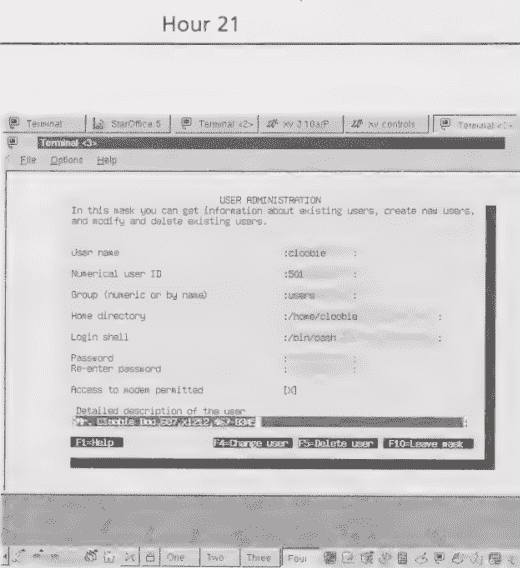 Hour 21
Terminal StarOffice 5 Terminal <2> xv controls
Terminal <3>
File Options Help
USER ADMINISTRATION
In this mask you can get information about existing users, create new users,
and modify and delete existing users.
User name :cloobie :
Numerical user ID :501 :
Group (numeric or by name) :users :
Home directory :/home/cloobie :
Login shell :/bin/bash :
Password : :
Re-enter password : :
Access to modem permitted [X]
Detailed description of the user
F1=Help F4=Change user F5=Delete user F10=Leave mask
One Two Three Four